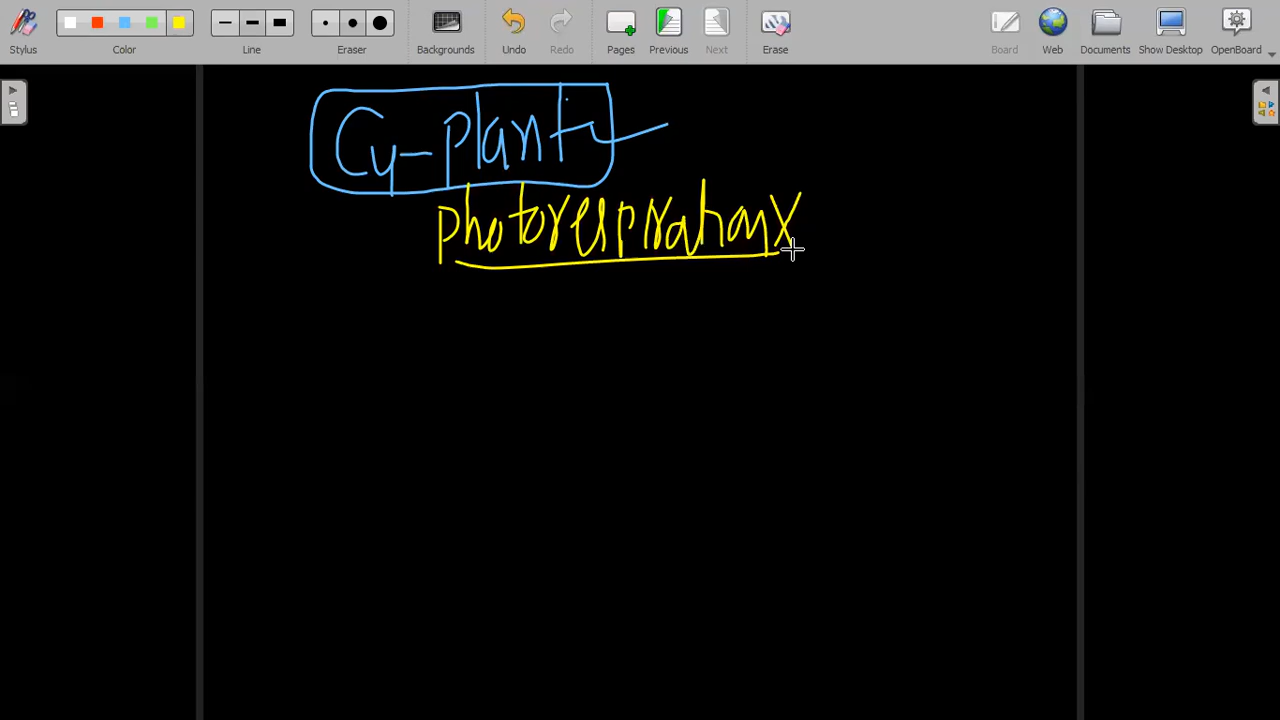 Stylus Color Line Eraser Backgrounds Undo Redo Pages Previous Next Erase Board Web Documents Show Desktop OpenBoard
C4-plants
photorespiration X